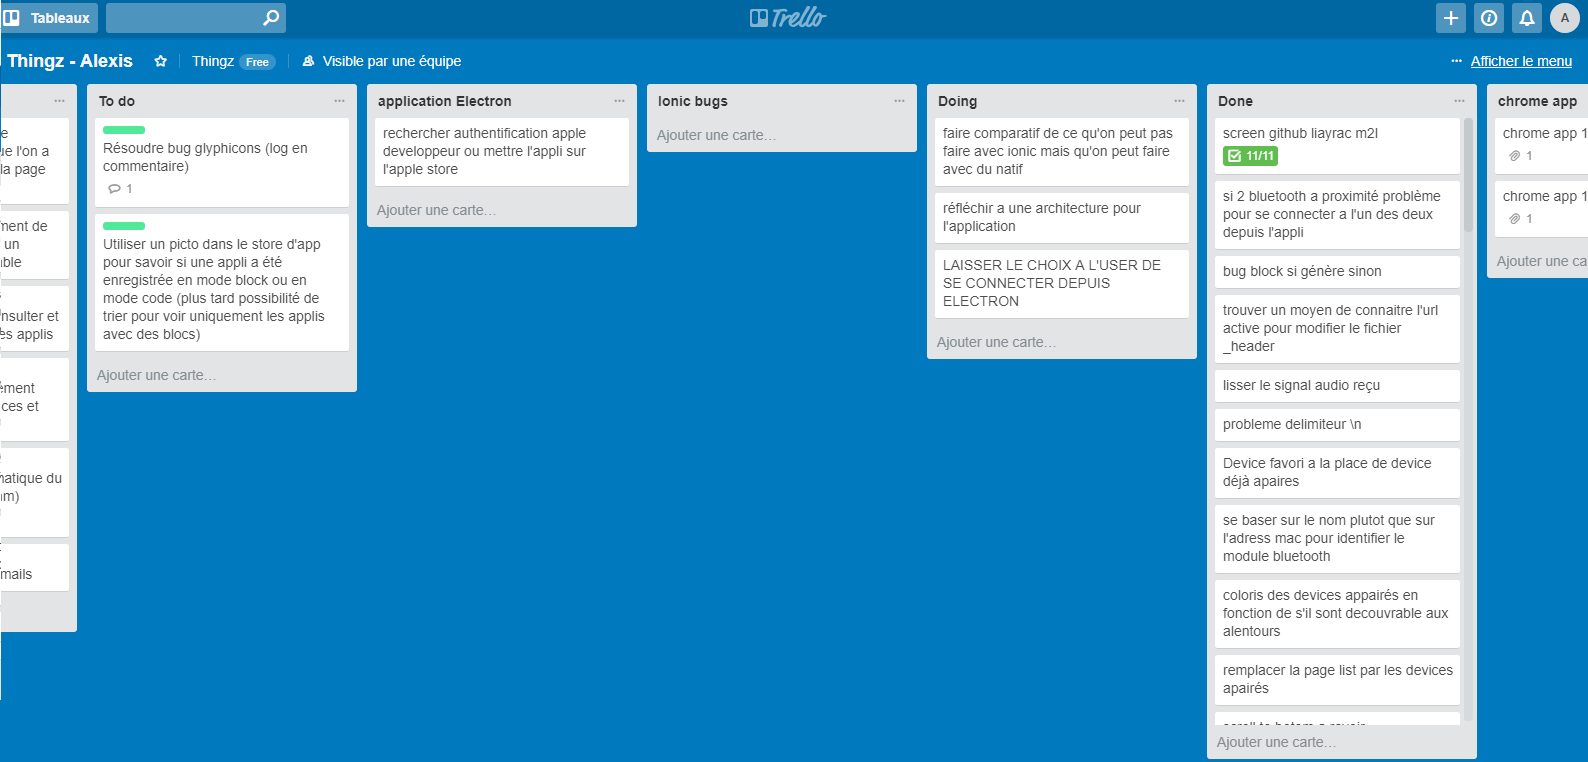 Tableaux
Trello
A
Thingz - Alexis
Thingz Free
Visible par une équipe
Afficher le menu
l'on a
la page
ment de
un
nsulter et
es applis
ément
ces et
atique du
mails
To do
Résoudre bug glyphicons (log en
commentaire)
1
Utiliser un picto dans le store d'app
pour savoir si une appli a été
enregistrée en mode block ou en
mode code (plus tard possibilité de
trier pour voir uniquement les applis
avec des blocs)
Ajouter une carte…
application Electron
rechercher authentification apple
developpeur ou mettre l'appli sur
l'apple store
Ajouter une carte…
Ionic bugs
Ajouter une carte…
Doing
faire comparatif de ce qu'on peut pas
faire avec ionic mais qu'on peut faire
avec du natif
réfléchir a une architecture pour
l'application
LAISSER LE CHOIX A L'USER DE
SE CONNECTER DEPUIS
ELECTRON
Ajouter une carte…
Done
screen github liayrac m2l
11/11
si 2 bluetooth a proximité problème
pour se connecter a l'un des deux
depuis l'appli
bug block si génère sinon
trouver un moyen de connaitre l'url
active pour modifier le fichier
_header
lisser le signal audio reçu
probleme delimiteur \n
Device favori a la place de device
déjà apaires
se baser sur le nom plutot que sur
l'adress mac pour identifier le
module bluetooth
coloris des devices appairés en
fonction de s'il sont decouvrable aux
alentours
remplacer la page list par les devices
apairés
Ajouter une carte…
chrome app
chrome app 1
1
chrome app 1
1
Ajouter une ca